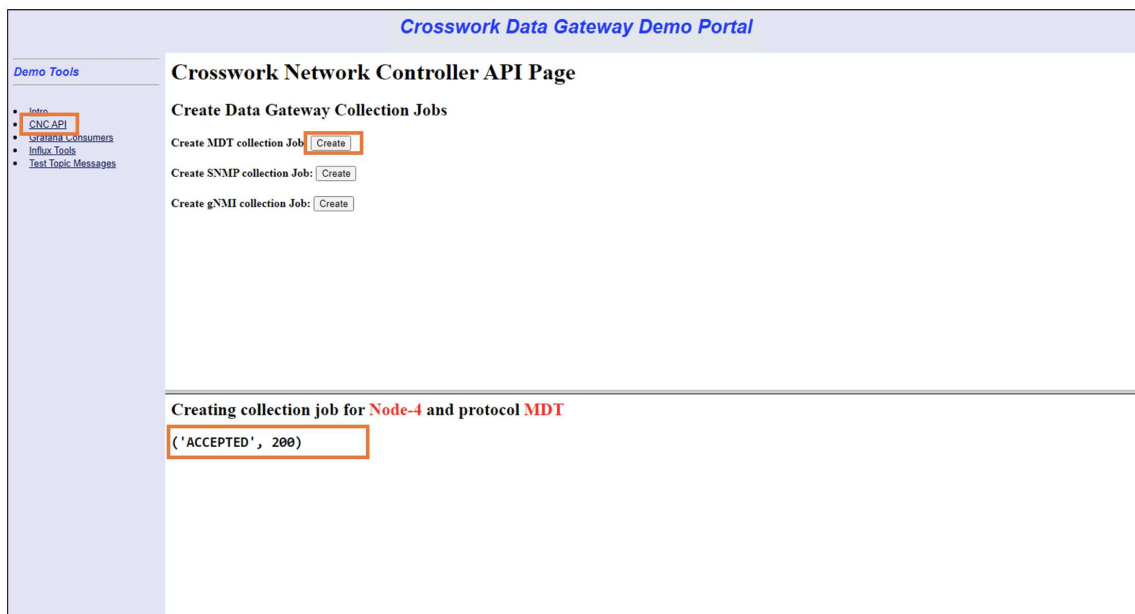 Crosswork Data Gateway Demo Portal
Demo Tools
Intro
CNC API
Grafana Consumers
Influx Tools
Test Topic Messages
Crosswork Network Controller API Page
Create Data Gateway Collection Jobs
Create MDT collection Job Create
Create SNMP collection Job: Create
Create gNMI collection Job: Create
Creating collection job for Node-4 and protocol MDT
('ACCEPTED', 200)